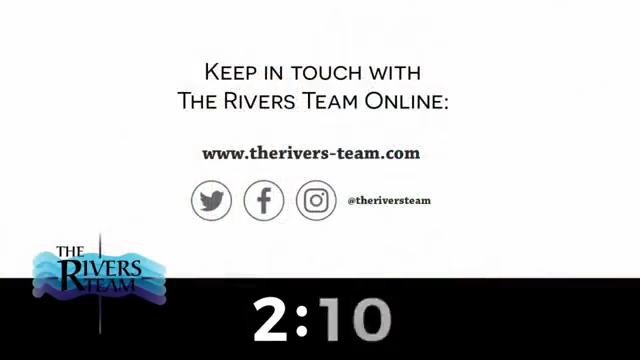 Keep in touch with
The Rivers Team Online:
www.therivers-team.com
@theriversteam
THE
RIVERS
TEAM
2:10